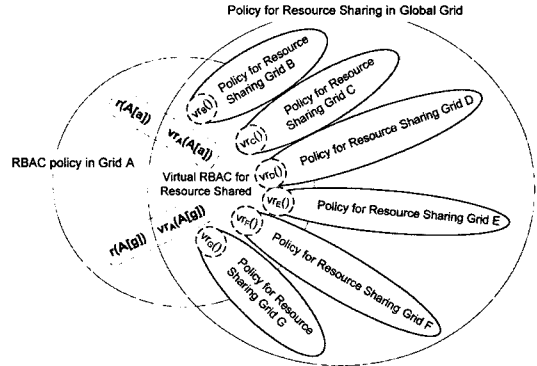 Policy for Resource Sharing in Global Grid
Policy for Resource
Sharing Grid B
vrB()
Policy for Resource
Sharing Grid C
vrC()
r(A[a])
vrA(A[a])
Policy for Resource Sharing Grid D
vrD()
RBAC policy in Grid A
Virtual RBAC for
Resource Shared
vrE()
Policy for Resource Sharing Grid E
r(A[g])
vrA(A[g])
vrF()
Policy for Resource Sharing Grid F
vrG()
Policy for Resource
Sharing Grid G